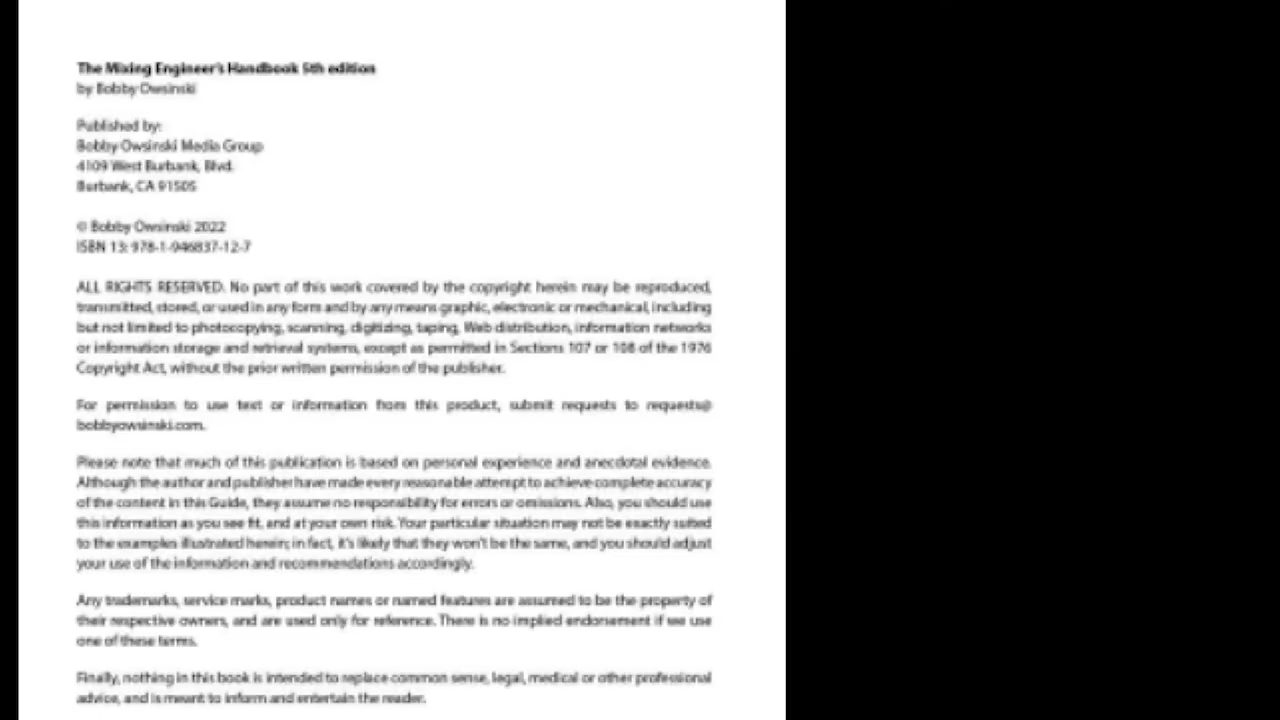 The Mixing Engineer's Handbook 5th edition
by Bobby Owsinski
Published by:
Bobby Owsinski Media Group
4109 West Burbank, Blvd.
Burbank, CA 91505
© Bobby Owsinski 2022
ISBN 13: 978-1-946837-12-7
ALL RIGHTS RESERVED. No part of this work covered by the copyright herein may be reproduced,
transmitted, stored, or used in any form and by any means graphic, electronic or mechanical, including
but not limited to photocopying, scanning, digitizing, taping, Web distribution, information networks
or information storage and retrieval systems, except as permitted in Sections 107 or 108 of the 1976
Copyright Act, without the prior written permission of the publisher.
For permission to use text or information from this product, submit requests to requests@
bobbyowsinski.com.
Please note that much of this publication is based on personal experience and anecdotal evidence.
Although the author and publisher have made every reasonable attempt to achieve complete accuracy
of the content in this Guide, they assume no responsibility for errors or omissions. Also, you should use
this information as you see fit, and at your own risk. Your particular situation may not be exactly suited
to the examples illustrated herein; in fact, it's likely that they won't be the same, and you should adjust
your use of the information and recommendations accordingly.
Any trademarks, service marks, product names or named features are assumed to be the property of
their respective owners, and are used only for reference. There is no implied endorsement if we use
one of these terms.
Finally, nothing in this book is intended to replace common sense, legal, medical or other professional
advice, and is meant to inform and entertain the reader.